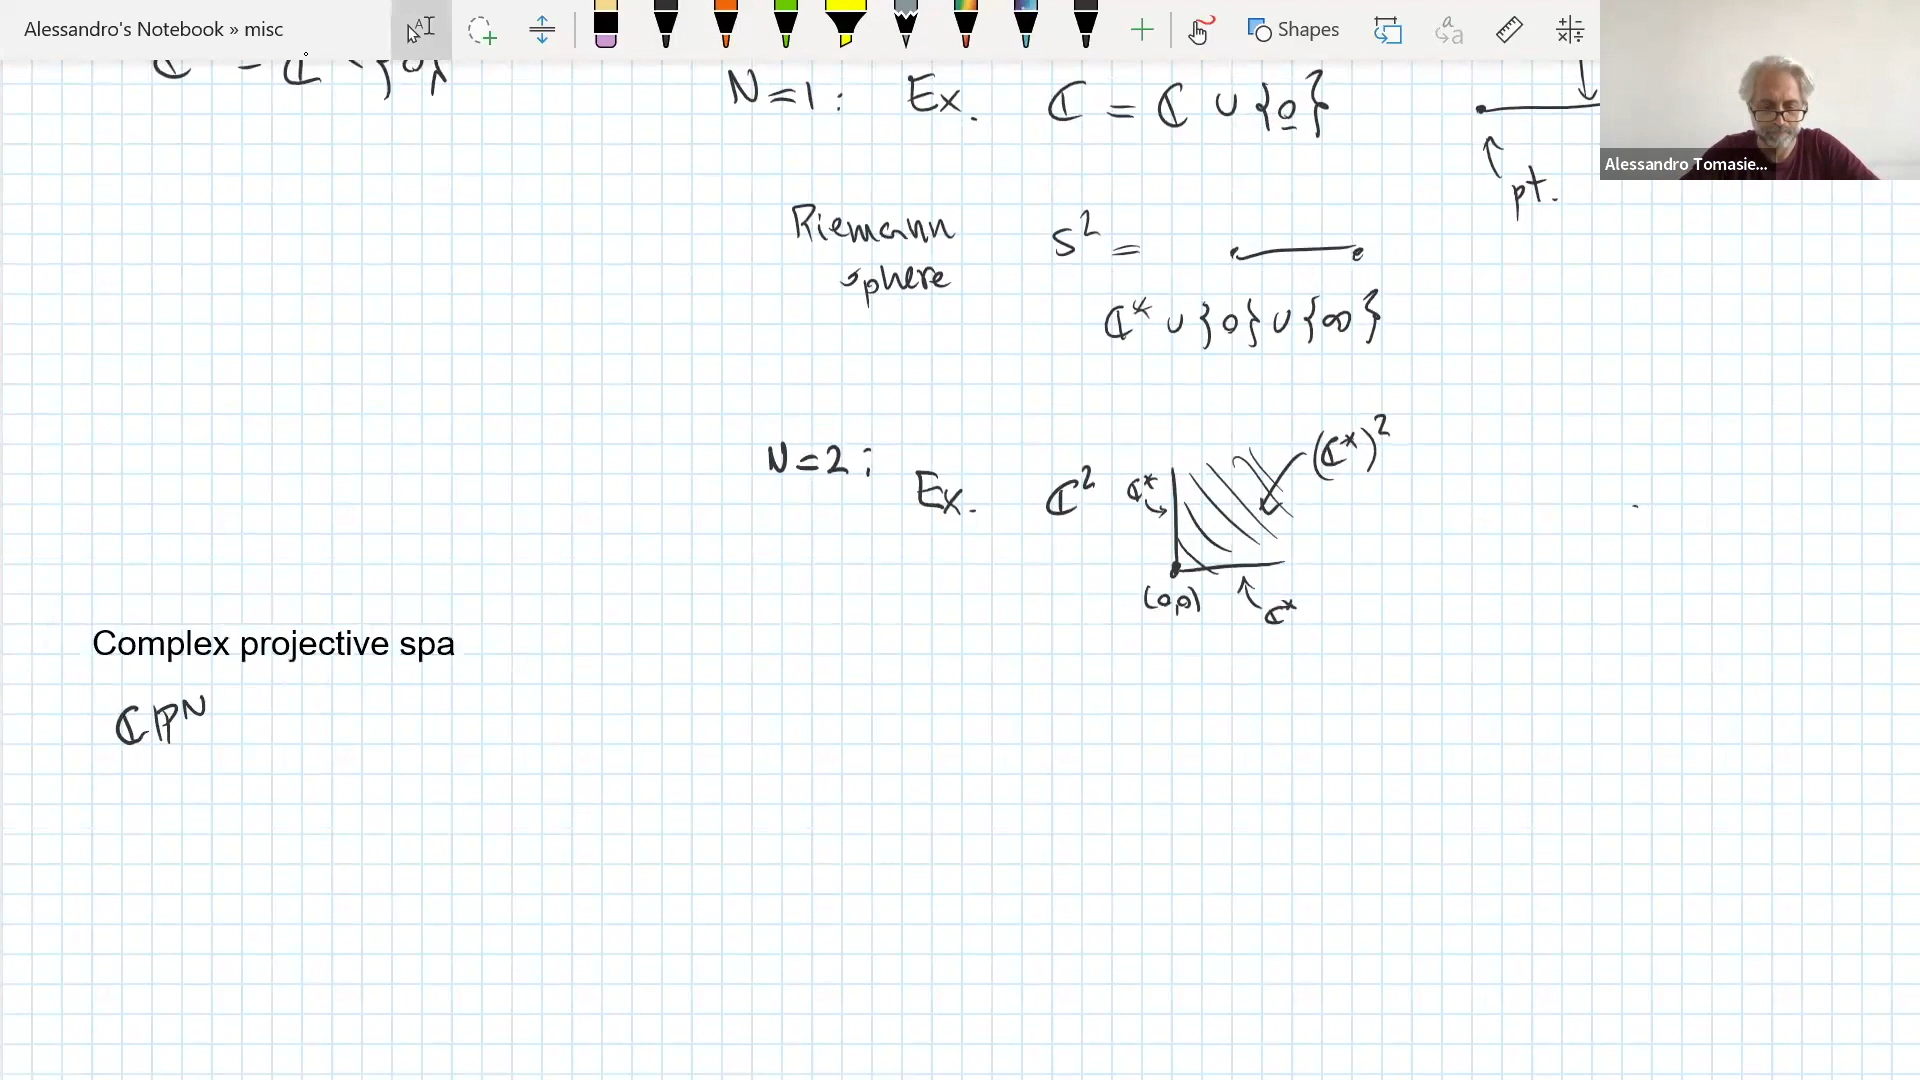 Alessandro's Notebook » misc
Shapes
N=1: Ex. ℂ = ℂ ∪ {0}
Alessandro Tomasie...
pt.
Riemann
sphere
S² =
ℂ* ∪ {0} ∪ {∞}
N=2:
Ex. ℂ² ℂ* (ℂ*)²
(0,0) ℂ*
Complex projective spa
ℂℙᴺ